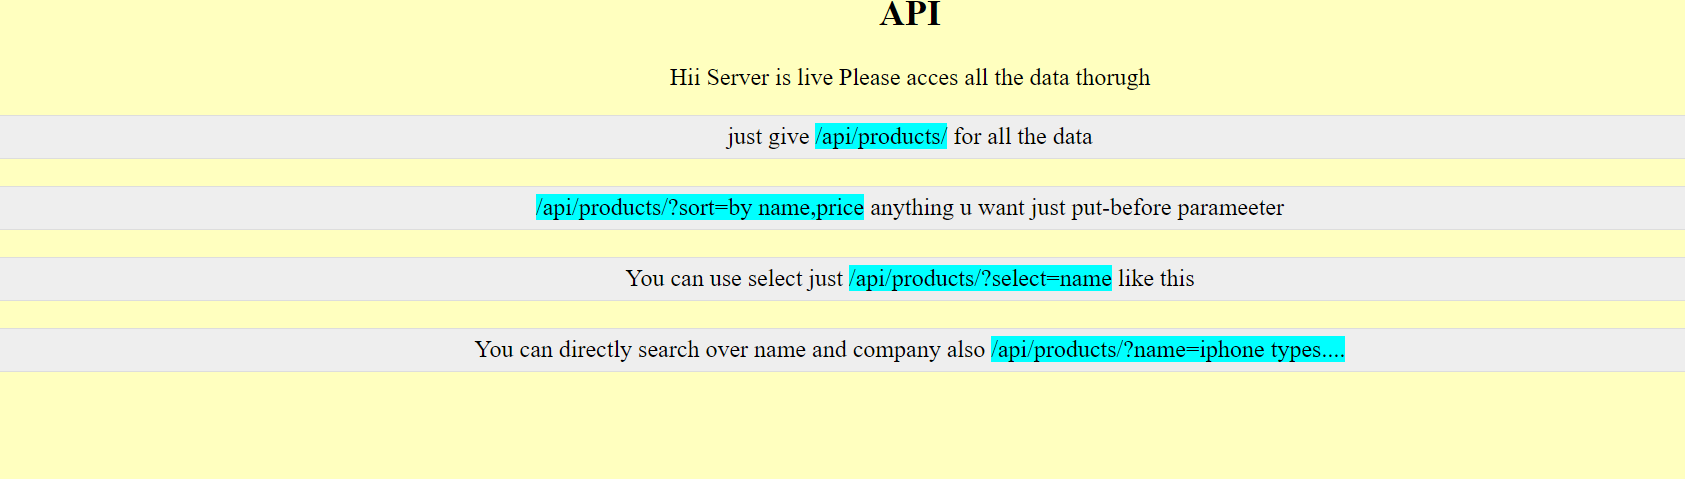 API
Hii Server is live Please acces all the data thorugh
just give /api/products/ for all the data
/api/products/?sort=by name,price anything u want just put-before parameeter
You can use select just /api/products/?select=name like this
You can directly search over name and company also /api/products/?name=iphone types....